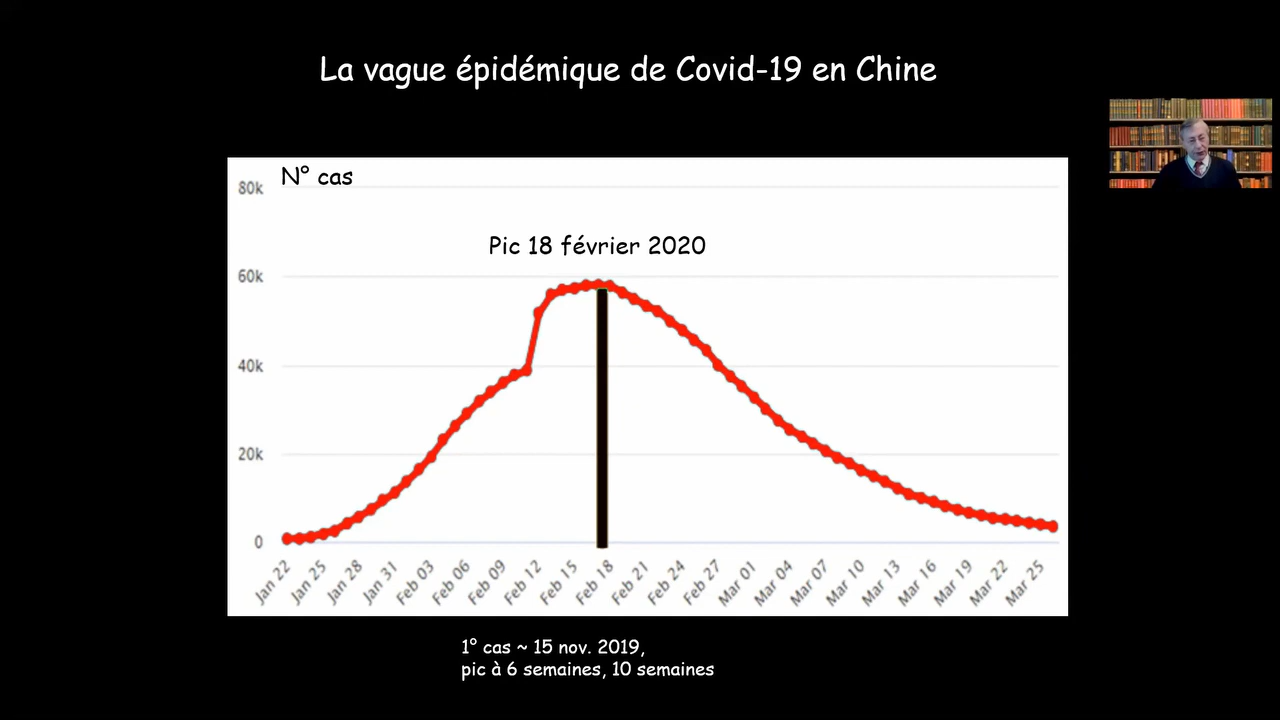 La vague épidémique de Covid-19 en Chine
N° cas
80k
Pic 18 février 2020
60k
40k
20k
0
Jan 22
Jan 25
Jan 28
Jan 31
Feb 03
Feb 06
Feb 09
Feb 12
Feb 15
Feb 18
Feb 21
Feb 24
Feb 27
Mar 01
Mar 04
Mar 07
Mar 10
Mar 13
Mar 16
Mar 19
Mar 22
Mar 25
1° cas ~ 15 nov. 2019,
pic à 6 semaines, 10 semaines